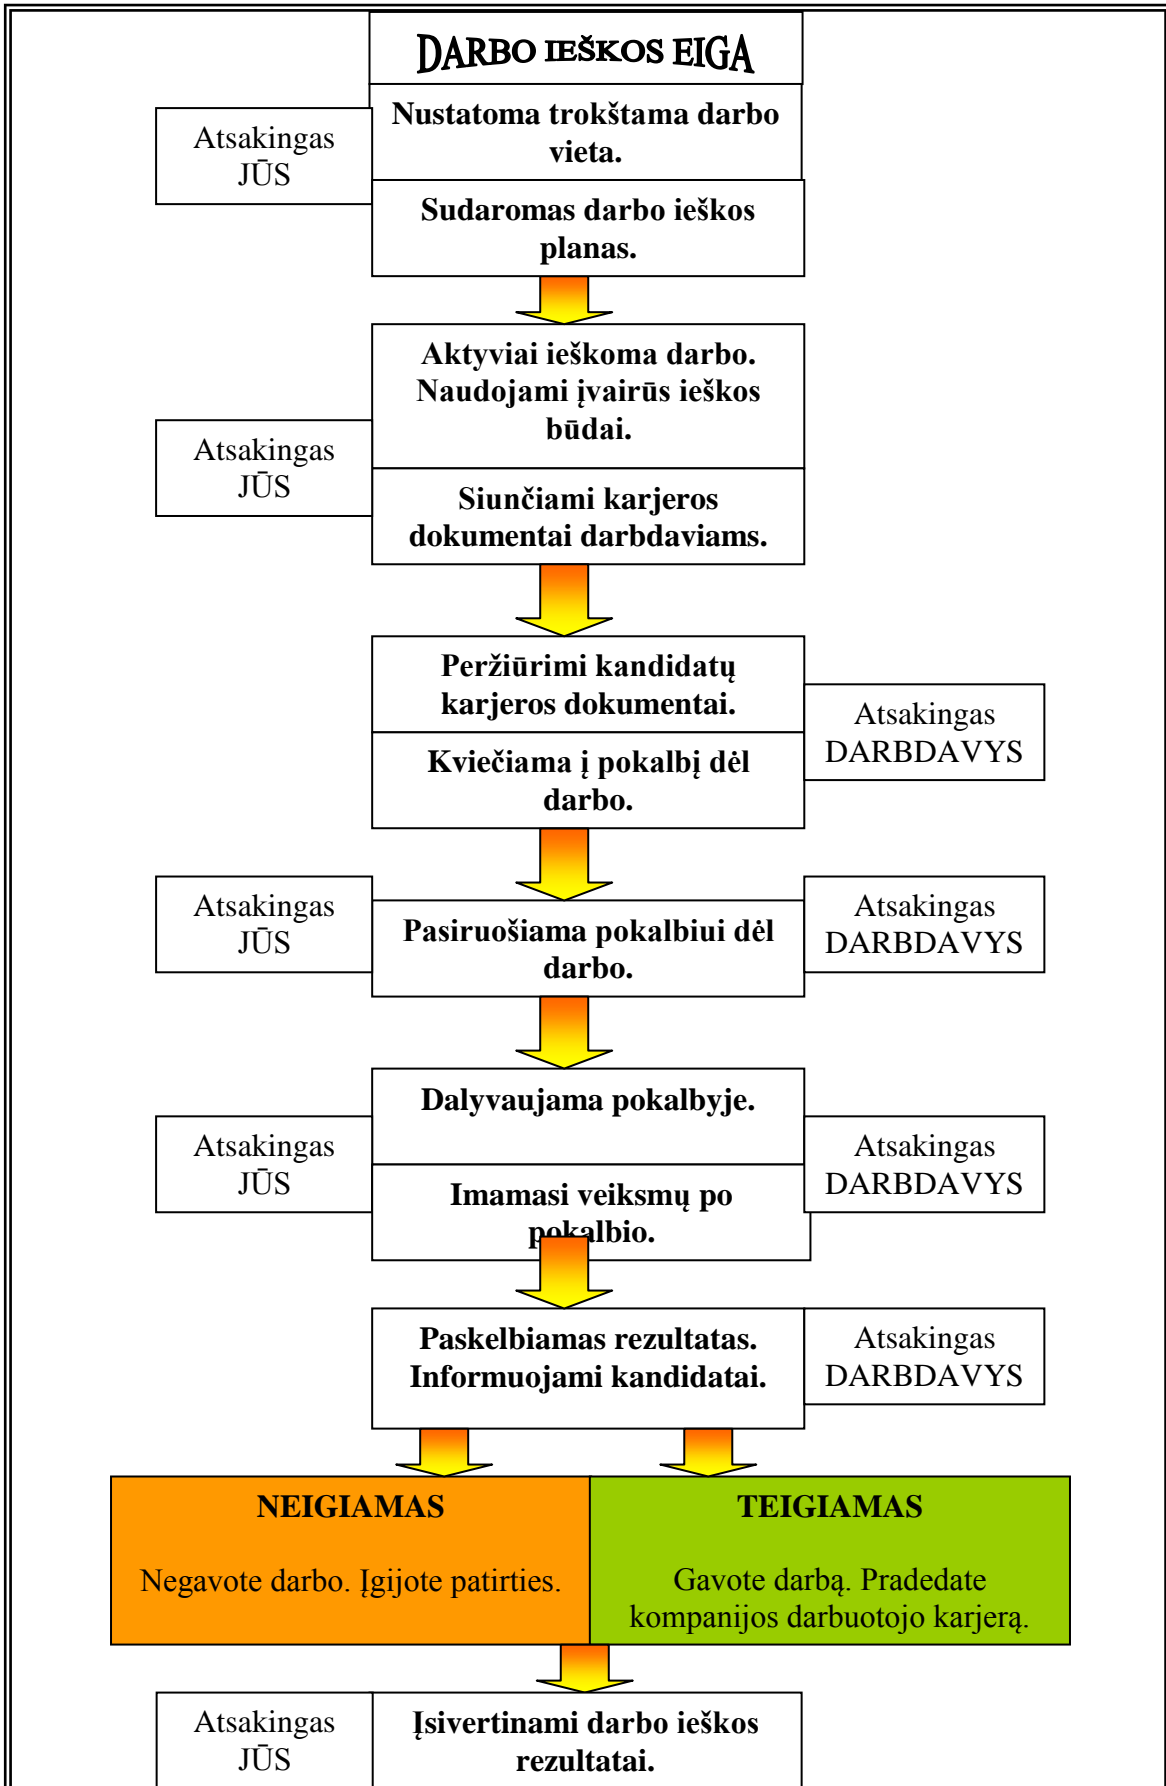 DARBO IEŠKOS EIGA
Nustatoma trokštama darbo
vieta.
Atsakingas
JŪS
Sudaromas darbo ieškos
planas.
Aktyviai ieškoma darbo.
Naudojami įvairūs ieškos
būdai.
Atsakingas
JŪS
Siunčiami karjeros
dokumentai darbdaviams.
Peržiūrimi kandidatų
karjeros dokumentai.
Atsakingas
DARBDAVYS
Kviečiama į pokalbį dėl
darbo.
Atsakingas
JŪS
Pasiruošiama pokalbiui dėl
darbo.
Atsakingas
DARBDAVYS
Dalyvaujama pokalbyje.
Atsakingas
JŪS
Atsakingas
DARBDAVYS
Imamasi veiksmų po
pokalbio.
Paskelbiamas rezultatas.
Informuojami kandidatai.
Atsakingas
DARBDAVYS
NEIGIAMAS
Negavote darbo. Įgijote patirties.
TEIGIAMAS
Gavote darbą. Pradedate
kompanijos darbuotojo karjerą.
Atsakingas
JŪS
Įsivertinami darbo ieškos
rezultatai.